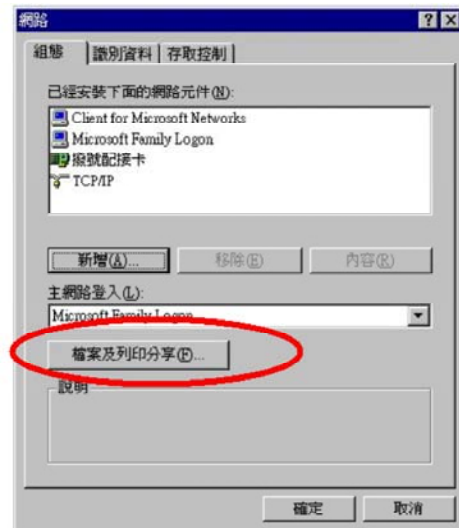 網路
組態 識別資料 存取控制
已經安裝下面的網路元件(N):
Client for Microsoft Networks
Microsoft Family Logon
撥號配接卡
TCP/IP
新增(A)... 移除(E) 內容(R)
主網路登入(L):
Microsoft Family Logon
檔案及列印分享(F)...
說明
確定 取消